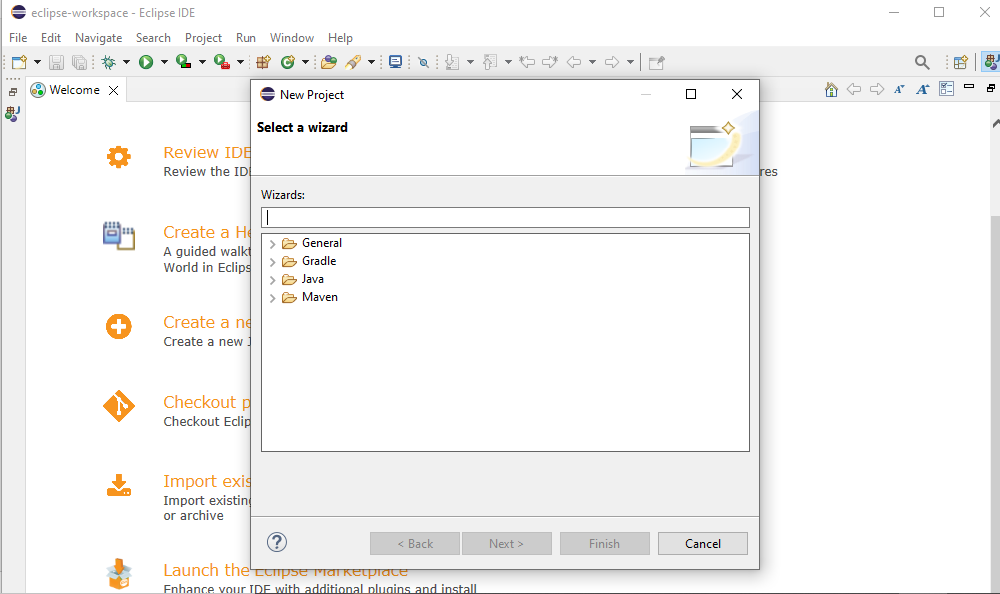 eclipse-workspace - Eclipse IDE
File Edit Navigate Search Project Run Window Help
Welcome
New Project
Select a wizard
Review IDE
Review the IDE
res
Wizards:
General
Gradle
Java
Maven
Create a He
A guided walkt
World in Eclips
Create a ne
Create a new J
Checkout p
Checkout Eclip
Import exis
Import existing
or archive
< Back Next > Finish Cancel
Launch the Eclipse Marketplace
Enhance your IDE with additional plugins and install